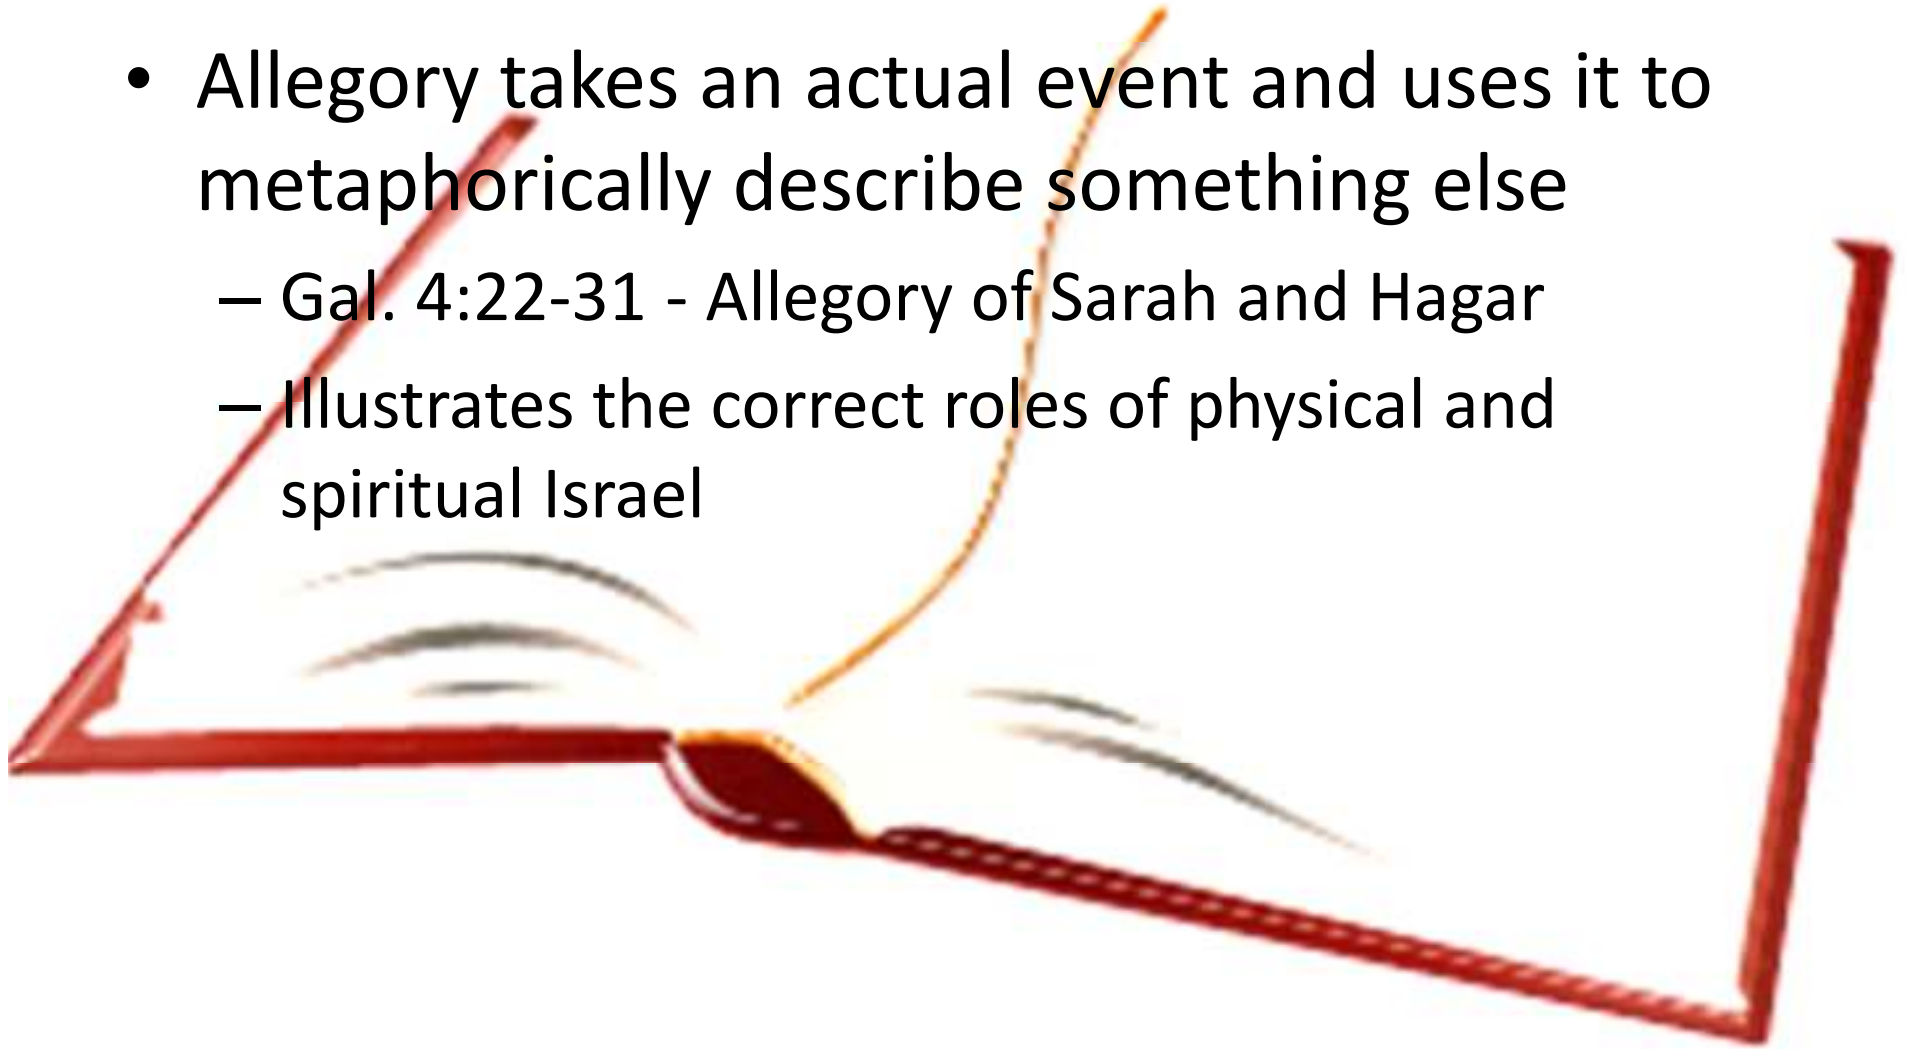 • Allegory takes an actual event and uses it to
metaphorically describe something else
– Gal. 4:22-31 - Allegory of Sarah and Hagar
– Illustrates the correct roles of physical and
spiritual Israel